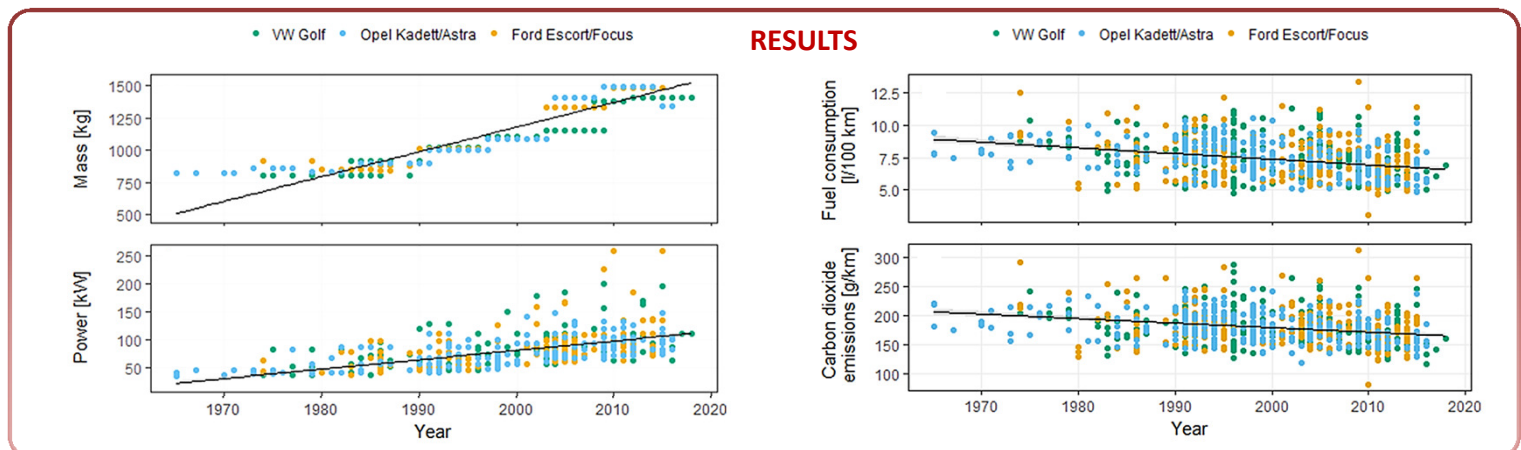 RESULTS
VW Golf Opel Kadett/Astra Ford Escort/Focus
Mass [kg]
1500
1250
1000
750
500
Power [kW]
250
200
150
100
50
1970 1980 1990 2000 2010 2020
Year
VW Golf Opel Kadett/Astra Ford Escort/Focus
Fuel consumption
[l/100 km]
12.5
10.0
7.5
5.0
Carbon dioxide
emissions [g/km]
300
250
200
150
100
1970 1980 1990 2000 2010 2020
Year